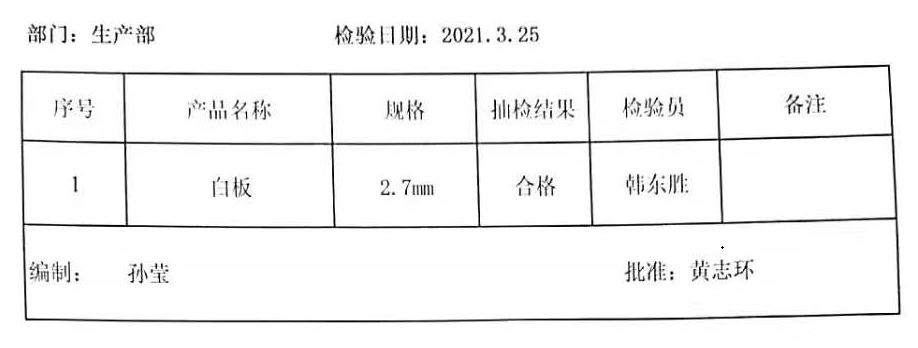 部门：生产部 检验日期：2021.3.25
序号 产品名称 规格 抽检结果 检验员 备注
1 白板 2.7mm 合格 韩东胜
编制： 孙莹 批准：黄志环